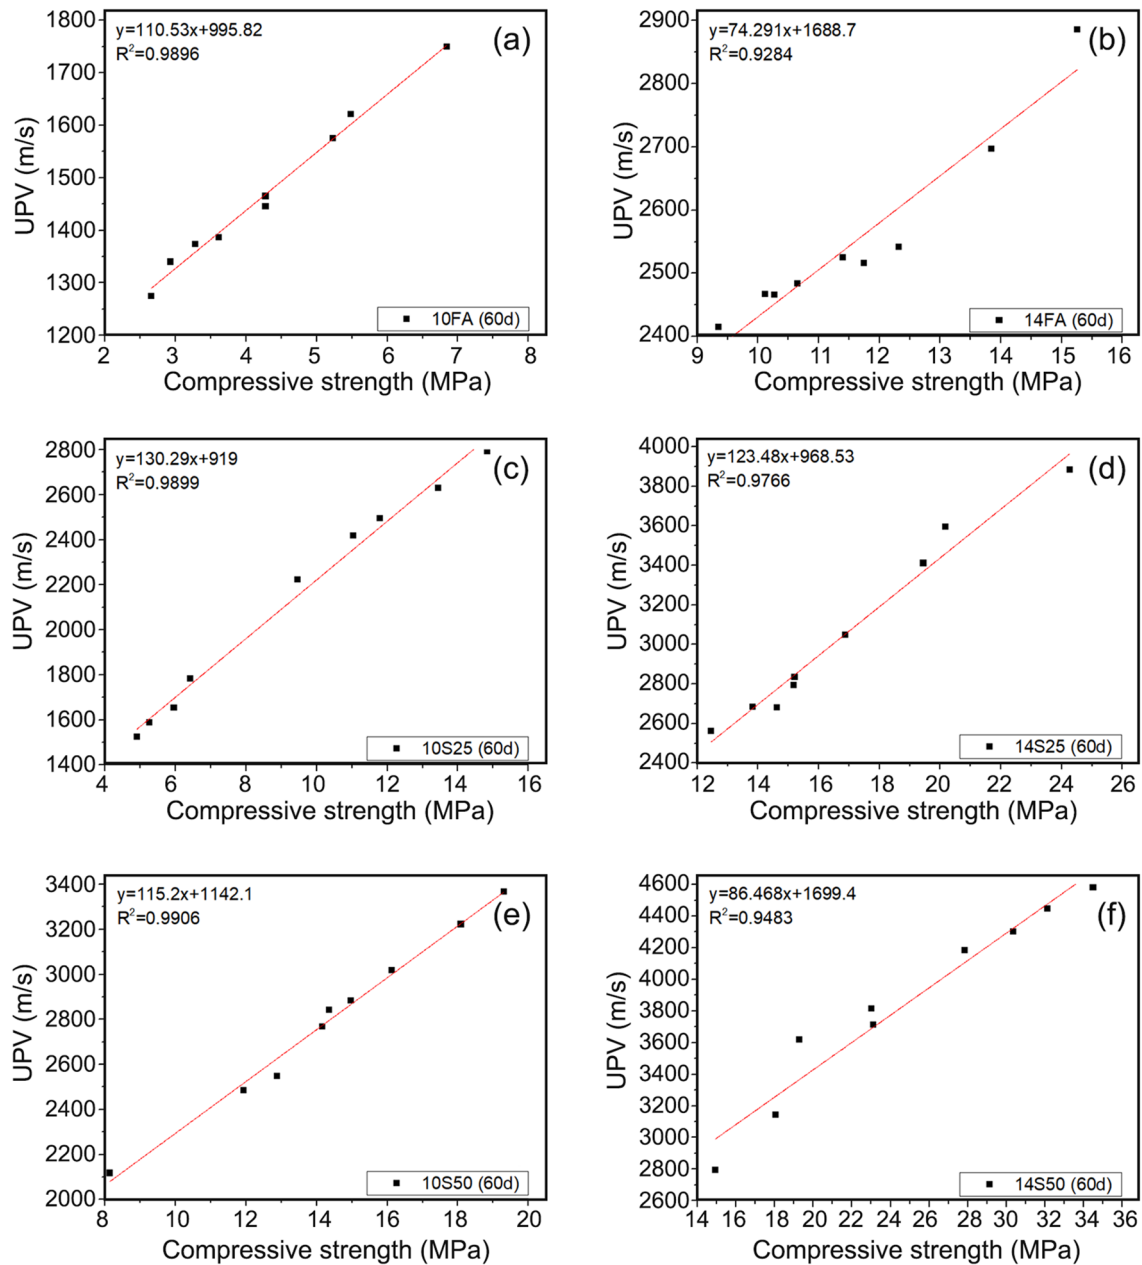 y=110.53x+995.82
R²=0.9896
(a)
1800
1700
1600
1500
1400
1300
1200
UPV (m/s)
10FA (60d)
2 3 4 5 6 7 8
Compressive strength (MPa)
y=74.291x+1688.7
R²=0.9284
(b)
2900
2800
2700
2600
2500
2400
UPV (m/s)
14FA (60d)
9 10 11 12 13 14 15 16
Compressive strength (MPa)
y=130.29x+919
R²=0.9899
(c)
2800
2600
2400
2200
2000
1800
1600
1400
UPV (m/s)
10S25 (60d)
4 6 8 10 12 14 16
Compressive strength (MPa)
y=123.48x+968.53
R²=0.9766
(d)
4000
3800
3600
3400
3200
3000
2800
2600
2400
UPV (m/s)
14S25 (60d)
12 14 16 18 20 22 24 26
Compressive strength (MPa)
y=115.2x+1142.1
R²=0.9906
(e)
3400
3200
3000
2800
2600
2400
2200
2000
UPV (m/s)
10S50 (60d)
8 10 12 14 16 18 20
Compressive strength (MPa)
y=86.468x+1699.4
R²=0.9483
(f)
4600
4400
4200
4000
3800
3600
3400
3200
3000
2800
2600
UPV (m/s)
14S50 (60d)
14 16 18 20 22 24 26 28 30 32 34 36
Compressive strength (MPa)